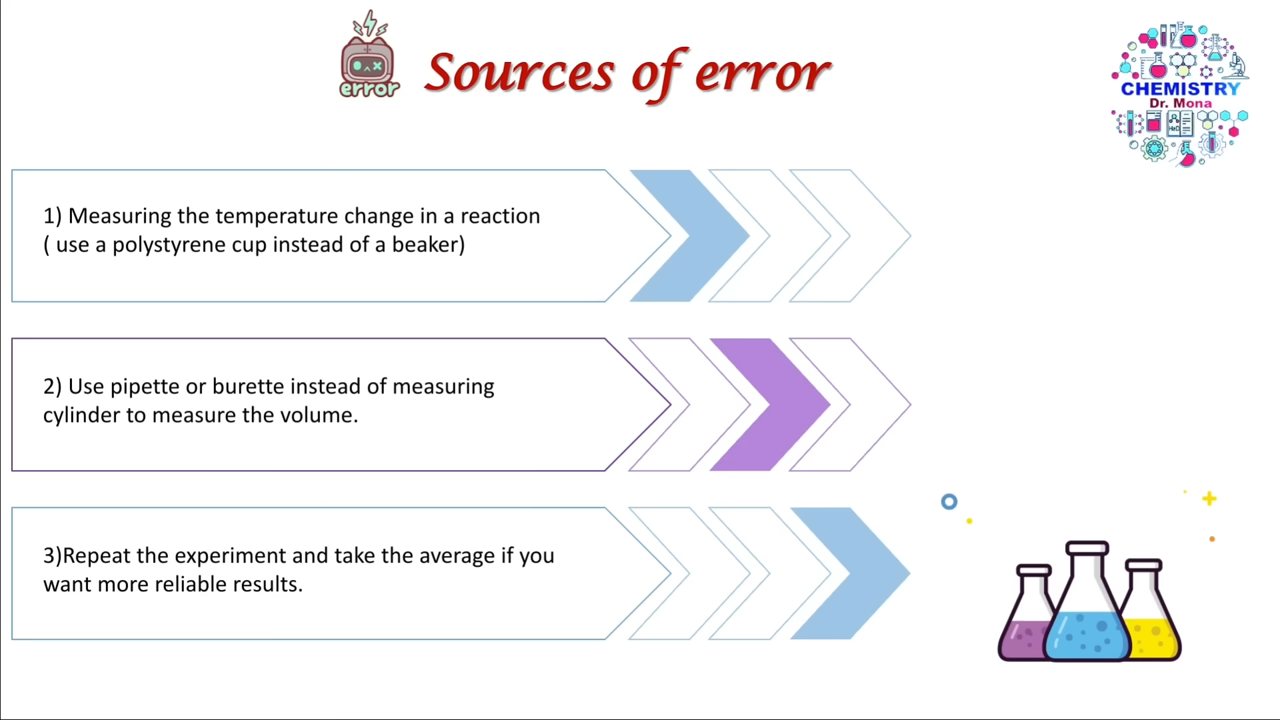 error
Sources of error
CHEMISTRY
Dr. Mona
1) Measuring the temperature change in a reaction
( use a polystyrene cup instead of a beaker)
2) Use pipette or burette instead of measuring
cylinder to measure the volume.
3)Repeat the experiment and take the average if you
want more reliable results.